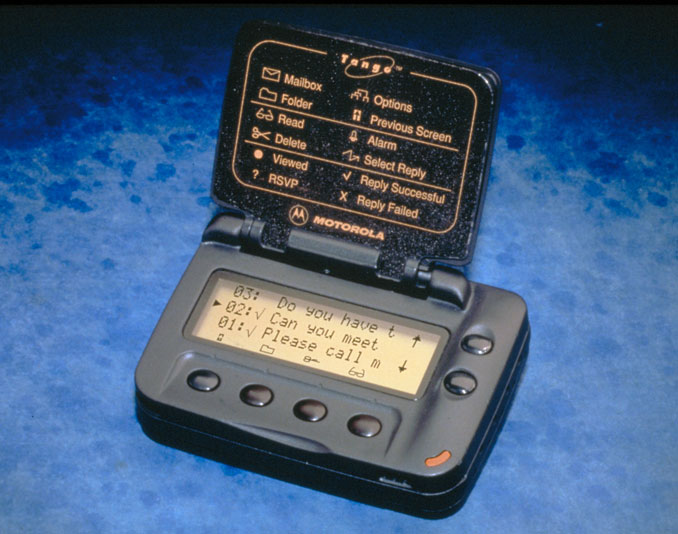 Tango™
Mailbox
Folder
Read
Delete
Viewed
? RSVP
Options
Previous Screen
Alarm
Select Reply
✓ Reply Successful
X Reply Failed
MOTOROLA
03: Do you have t ↑
▶ 02:√ Can you meet
01:√ Please call m ↓